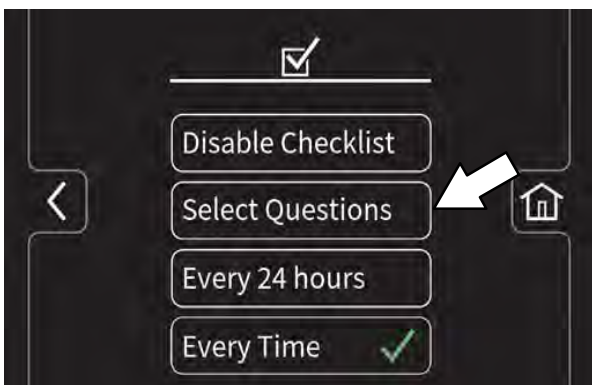 Disable Checklist
Select Questions
Every 24 hours
Every Time